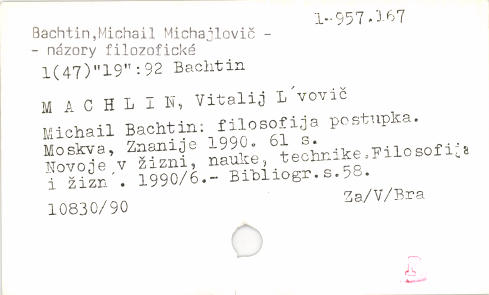 1-957.167
Bachtin,Michail Michajlovič -
- názory filozofické
1(47)"19":92 Bachtin
M A C H L I N, Vitalij L´vovič
Michail Bachtin: filosofija postupka.
Moskva, Znanije 1990. 61 s.
Novoje v žizni, nauke, technike.Filosofija
i žizn´. 1990/6.- Bibliogr.s.58.
10830/90 Za/V/Bra